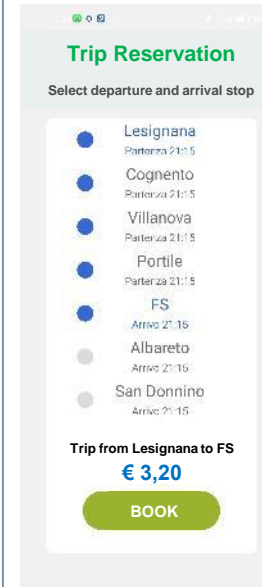 Trip Reservation
Select departure and arrival stop
Lesignana
Partenza 21:15
Cognento
Partenza 21:15
Villanova
Partenza 21:15
Portile
Partenza 21:15
FS
Arrivo 21:15
Albareto
Arrivo 21:15
San Donnino
Arrivo 21:15
Trip from Lesignana to FS
€ 3,20
BOOK